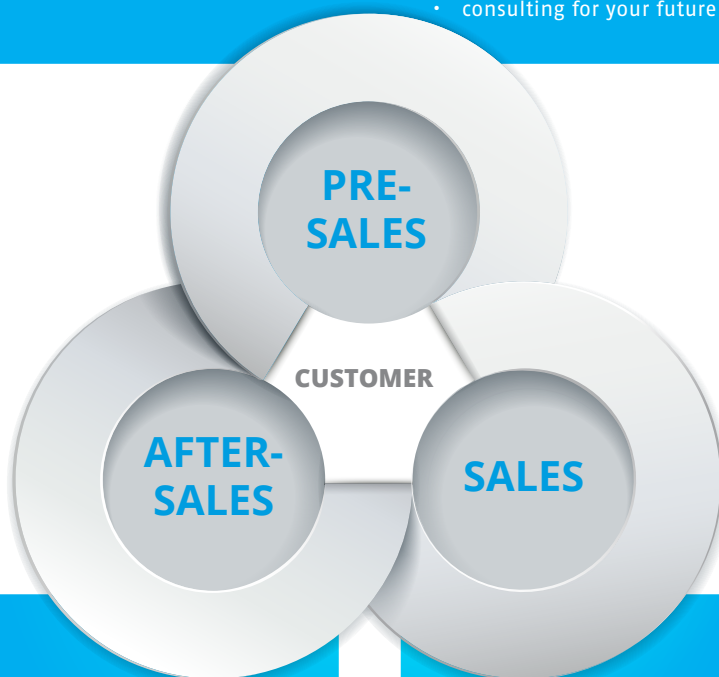 • consulting for your future
PRE-
SALES
CUSTOMER
AFTER-
SALES
SALES